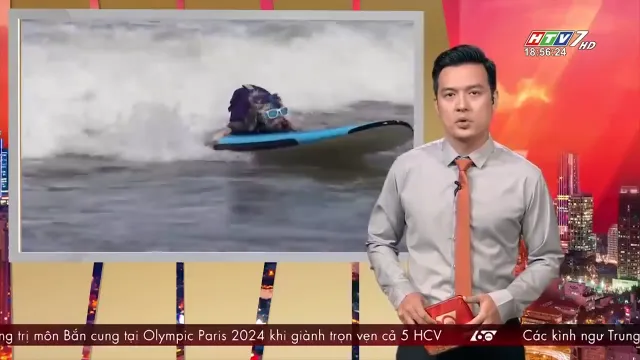 HTV7 HD
18:56:24
ng trị môn Bắn cung tại Olympic Paris 2024 khi giành trọn vẹn cả 5 HCV
Các kình ngư Trung